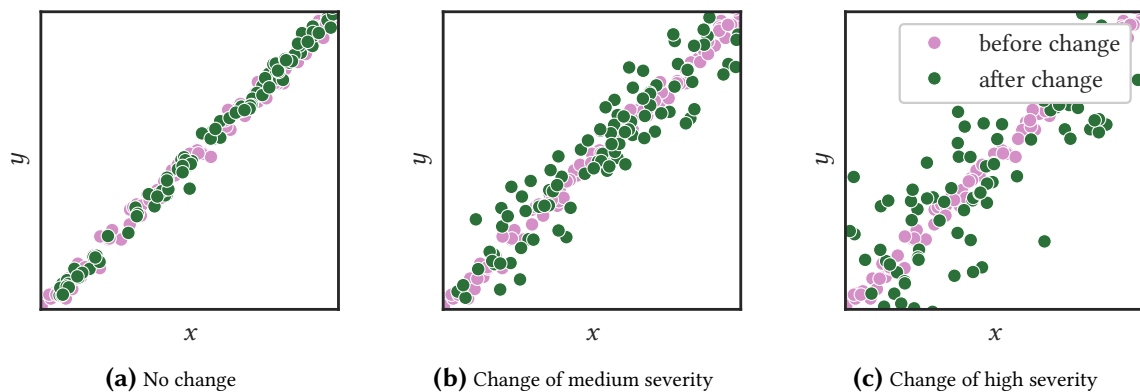 y
x
(a) No change
y
x
(b) Change of medium severity
before change
after change
y
x
(c) Change of high severity